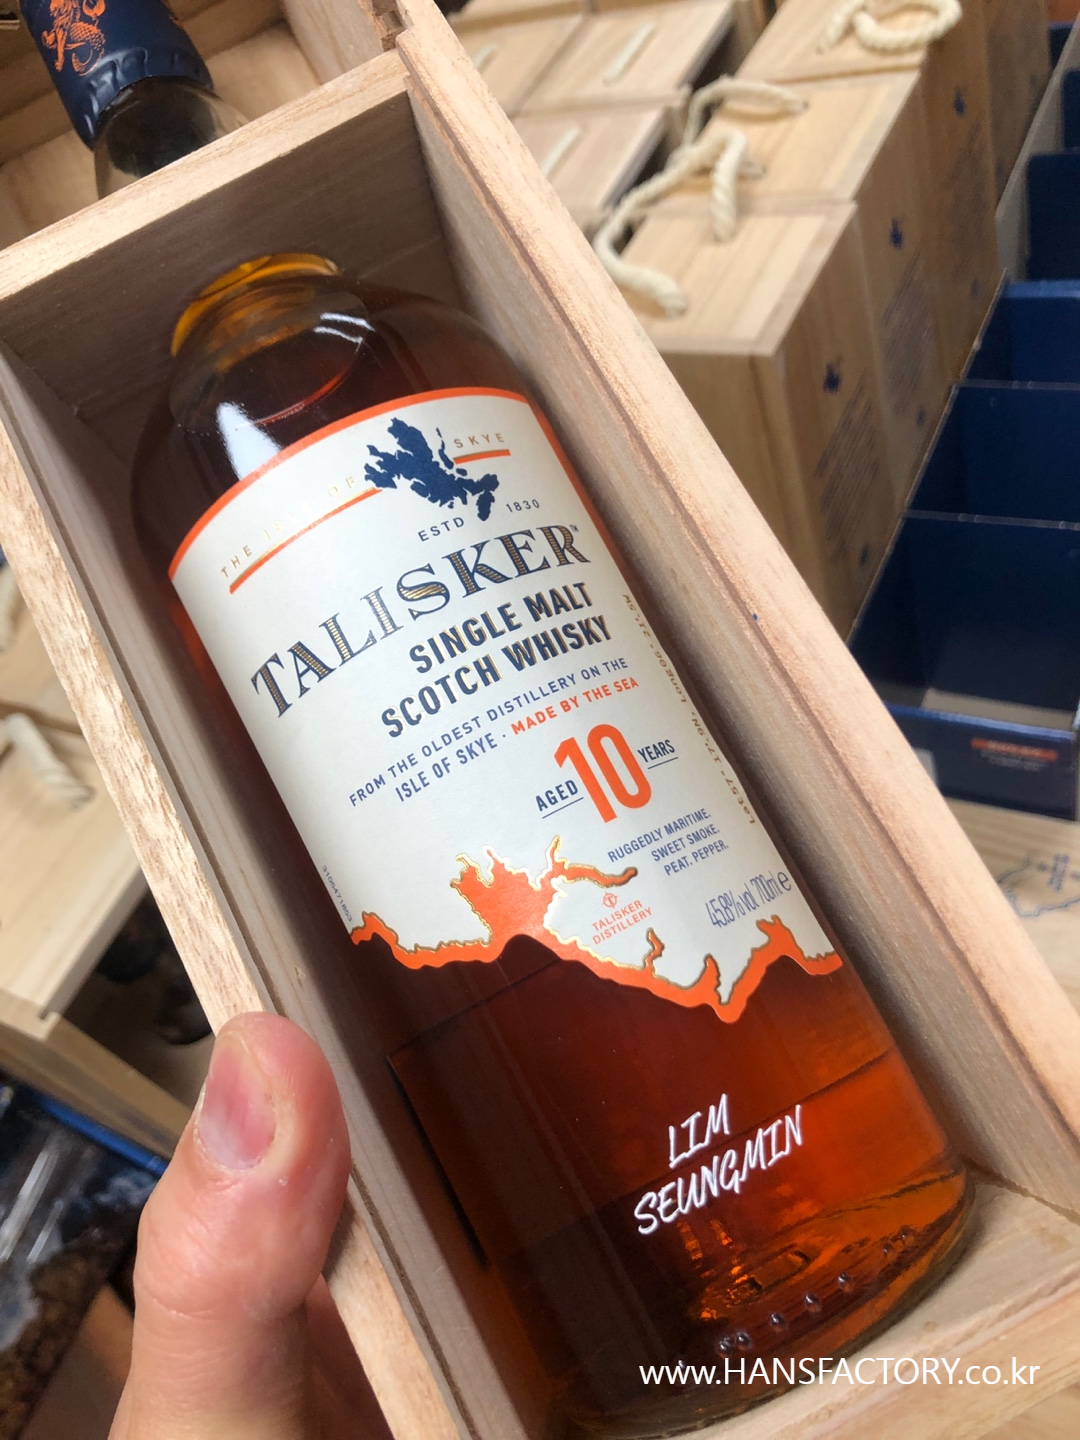 THE ISLE OF SKYE
ESTD 1830
TALISKER™
SINGLE MALT
SCOTCH WHISKY
FROM THE OLDEST DISTILLERY ON THE
ISLE OF SKYE · MADE BY THE SEA
AGED 10 YEARS
RUGGEDLY MARITIME.
SWEET SMOKE.
PEAT. PEPPER.
TALISKER
DISTILLERY
45.8%vol 700ml e
LIM
SEUNGMIN
www.HANSFACTORY.co.kr